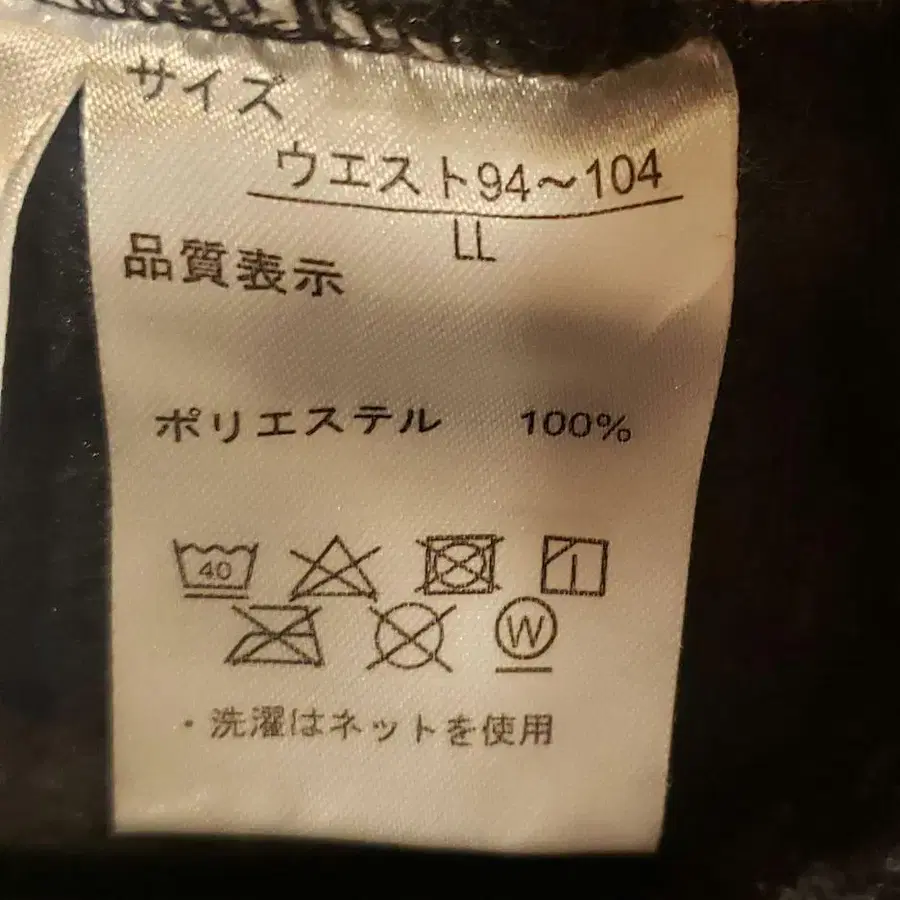 サイズ
ウエスト94～104
LL
品質表示
ポリエステル 100%
40
W
・洗濯はネットを使用